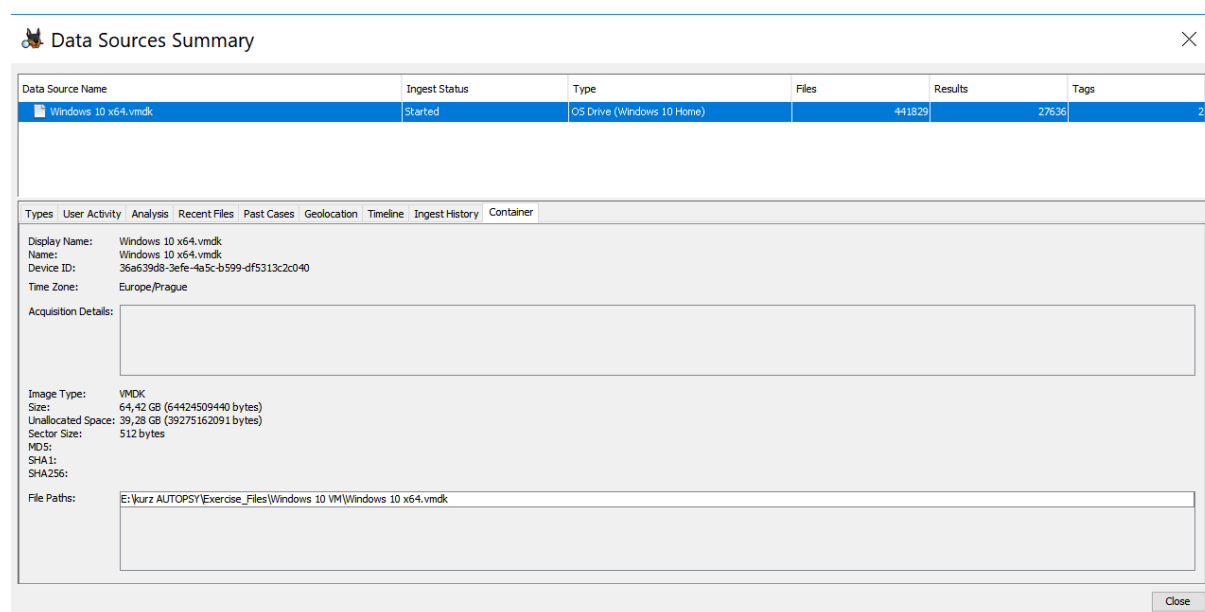 Data Sources Summary
Data Source Name Ingest Status Type Files Results Tags
Windows 10 x64.vmdk Started OS Drive (Windows 10 Home) 441829 27636 2
Types User Activity Analysis Recent Files Past Cases Geolocation Timeline Ingest History Container
Display Name: Windows 10 x64.vmdk
Name: Windows 10 x64.vmdk
Device ID: 36a639d8-3efe-4a5c-b599-df5313c2c040
Time Zone: Europe/Prague
Acquisition Details:
Image Type: VMDK
Size: 64,42 GB (64424509440 bytes)
Unallocated Space: 39,28 GB (39275162091 bytes)
Sector Size: 512 bytes
MD5:
SHA1:
SHA256:
File Paths: E:\kurz AUTOPSY\Exercise_Files\Windows 10 VM\Windows 10 x64.vmdk
Close